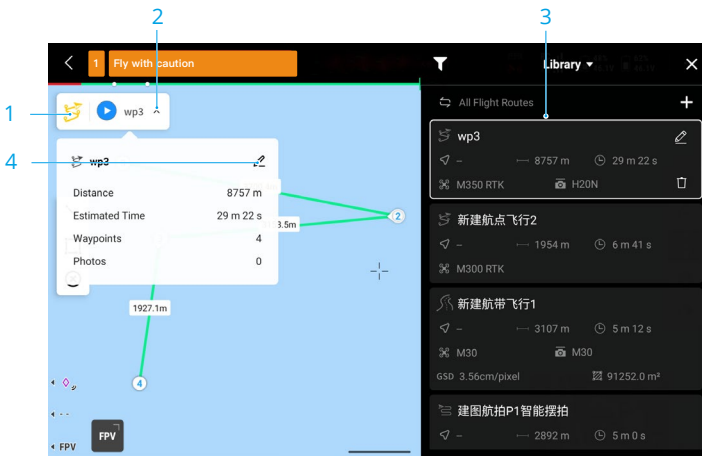 2
3
1
Fly with caution
Library
1
wp3
All Flight Routes
4
wp3
Distance 8757 m
Estimated Time 29 m 22 s
Waypoints 4
Photos 0
3.5m
2
1927.1m
4
--
FPV
FPV
wp3
– 8757 m 29 m 22 s
M350 RTK H20N
新建航点飞行2
– 1954 m 6 m 41 s
M300 RTK
新建航带飞行1
– 3107 m 5 m 12 s
M30 M30
GSD 3.56cm/pixel 91252.0 m²
建图航拍P1智能摆拍
– 2892 m 5 m 0 s